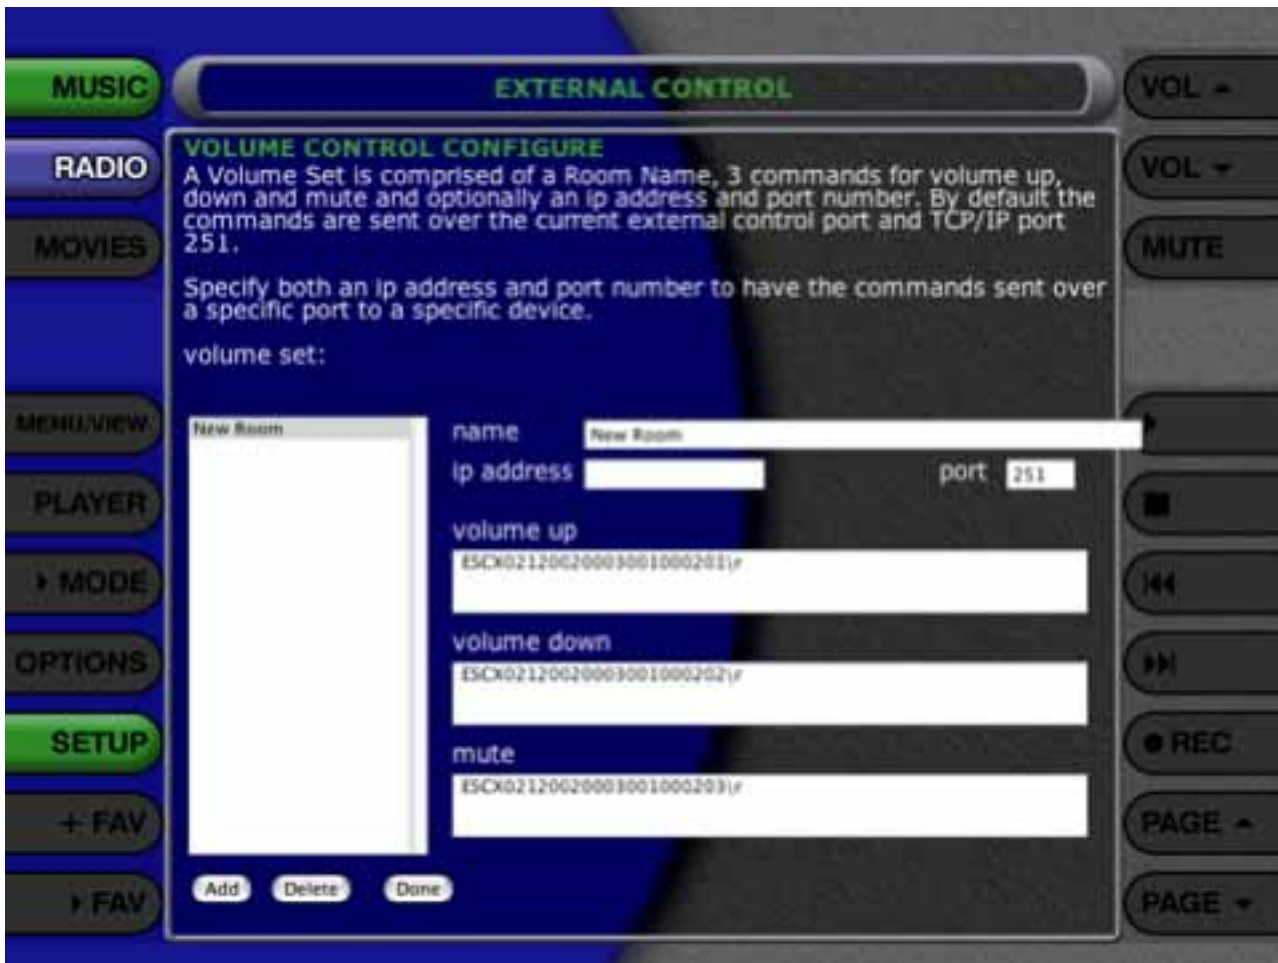 EXTERNAL CONTROL
MUSIC
RADIO
MOVIES
MENU/VIEW
PLAYER
MODE
OPTIONS
SETUP
+ FAV
FAV
VOLUME CONTROL CONFIGURE
A Volume Set is comprised of a Room Name, 3 commands for volume up,
down and mute and optionally an ip address and port number. By default the
commands are sent over the current external control port and TCP/IP port
251.
Specify both an ip address and port number to have the commands sent over
a specific port to a specific device.
volume set:
New Room
name New Room
ip address port 251
volume up
ESCX021200200003001000201\r
volume down
ESCX021200200003001000202\r
mute
ESCX021200200003001000203\r
Add Delete Done
VOL
VOL
MUTE
REC
PAGE
PAGE